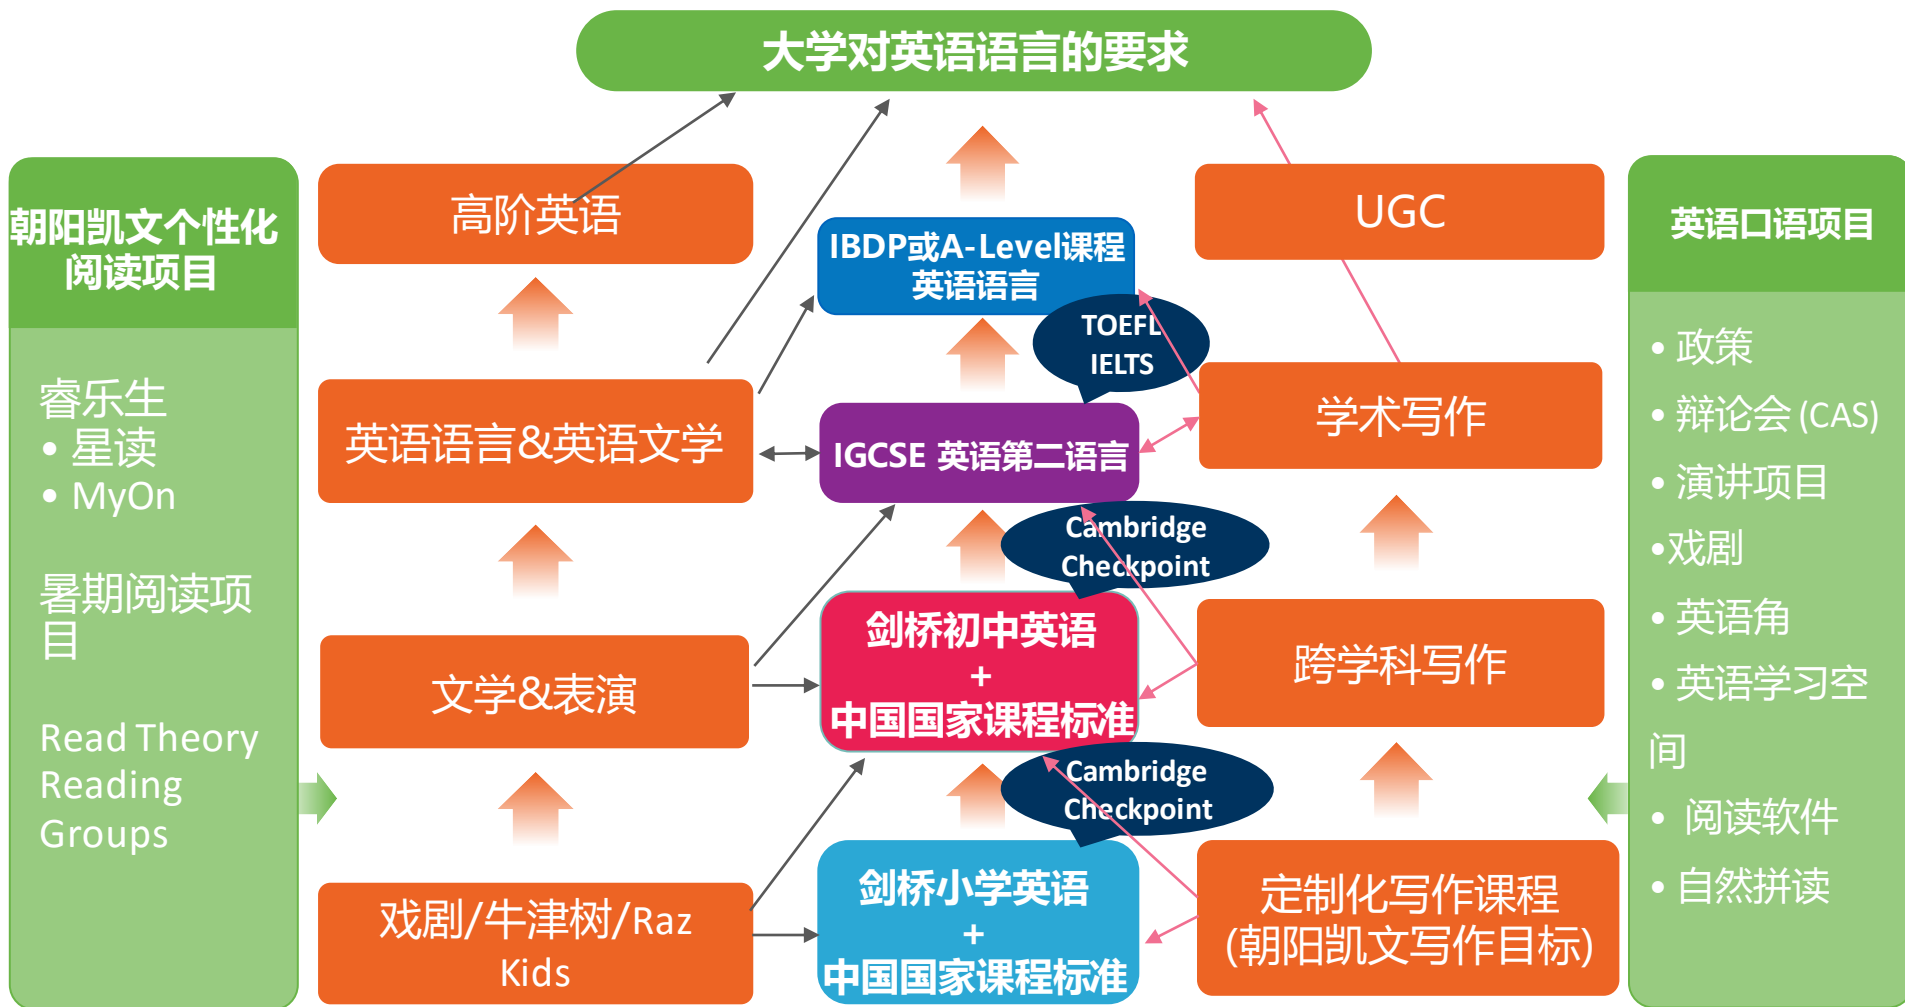 大学对英语语言的要求
朝阳凯文个性化
阅读项目
睿乐生
• 星读
• MyOn
暑期阅读项
目
Read Theory
Reading
Groups
高阶英语
英语语言&英语文学
文学&表演
戏剧/牛津树/Raz
Kids
IBDP或A-Level课程
英语语言
TOEFL
IELTS
IGCSE 英语第二语言
Cambridge
Checkpoint
剑桥初中英语
+
中国国家课程标准
Cambridge
Checkpoint
剑桥小学英语
+
中国国家课程标准
UGC
学术写作
跨学科写作
定制化写作课程
(朝阳凯文写作目标)
英语口语项目
• 政策
• 辩论会 (CAS)
• 演讲项目
•戏剧
• 英语角
• 英语学习空
间
• 阅读软件
• 自然拼读